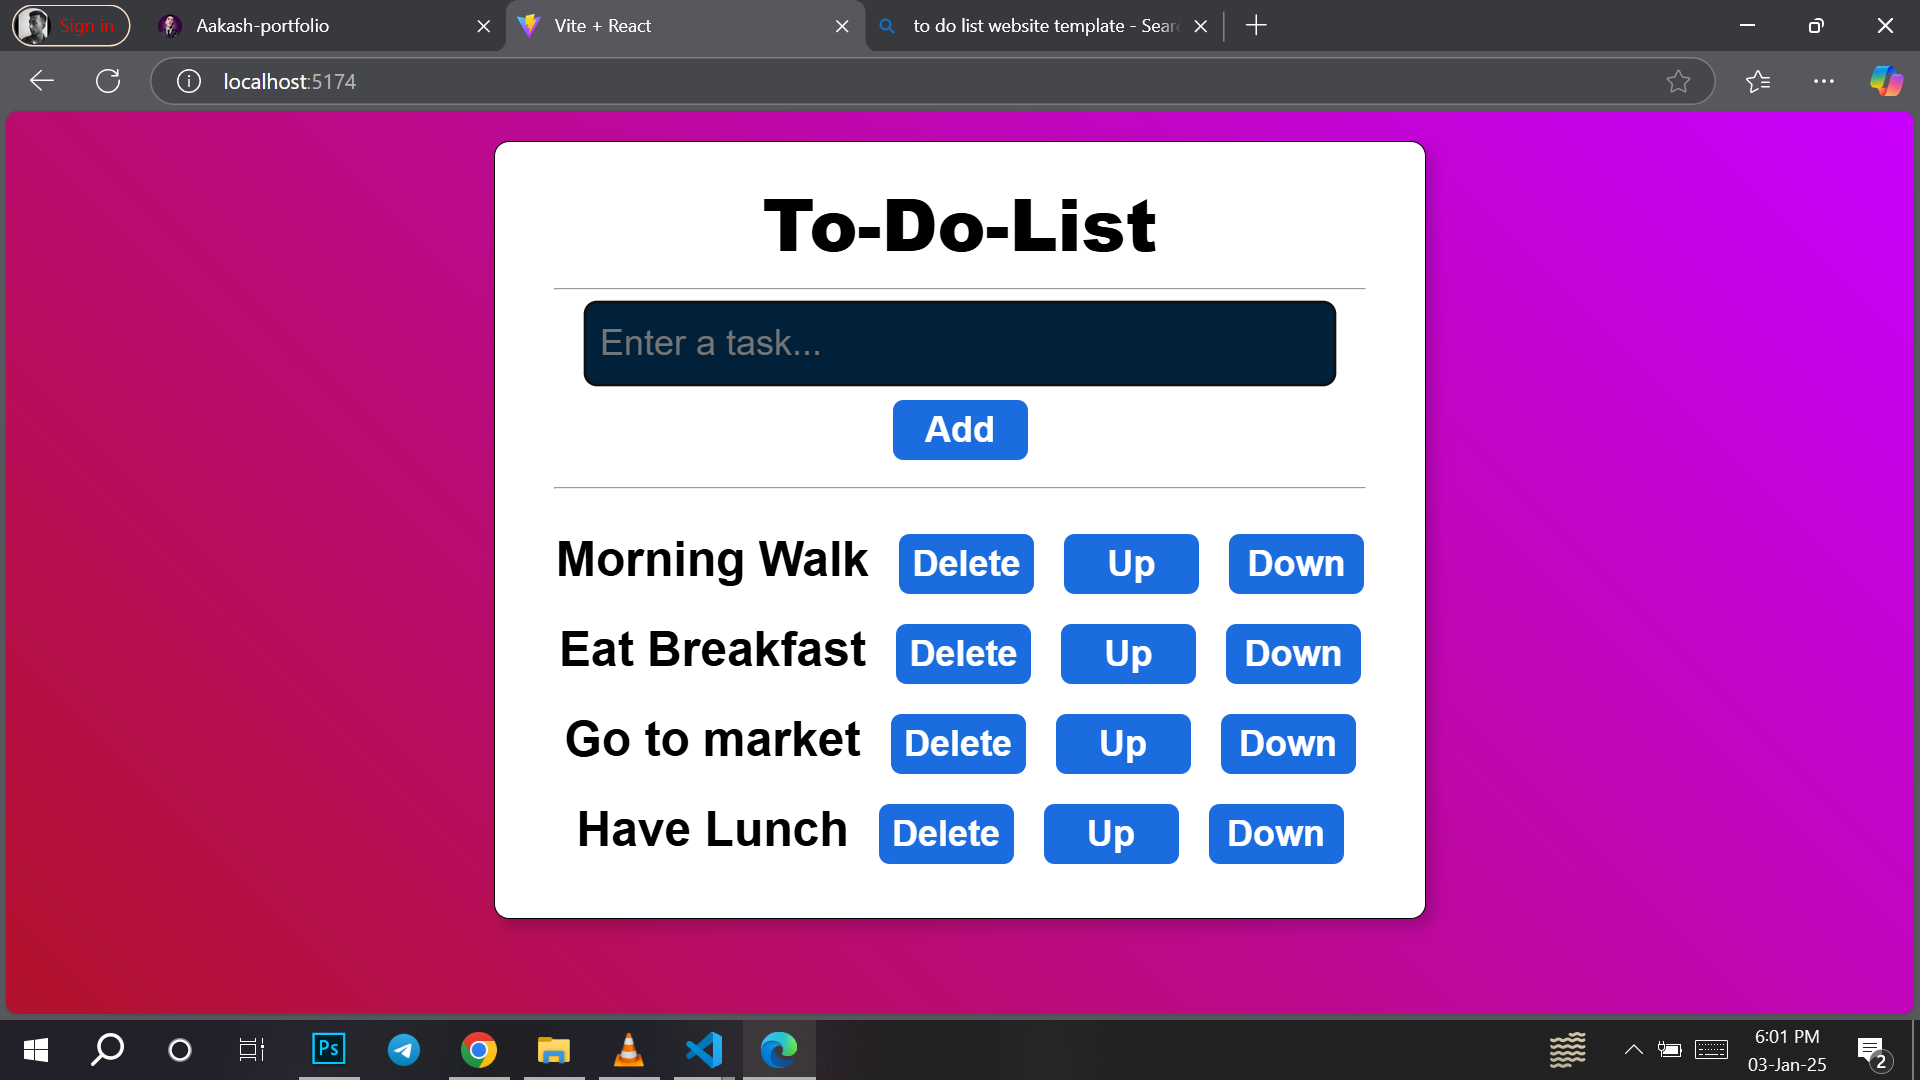 Sign in
Aakash-portfolio
Vite + React
to do list website template - Sear
localhost:5174
To-Do-List
Enter a task...
Add
Morning Walk Delete Up Down
Eat Breakfast Delete Up Down
Go to market Delete Up Down
Have Lunch Delete Up Down
Ps
6:01 PM
03-Jan-25
2